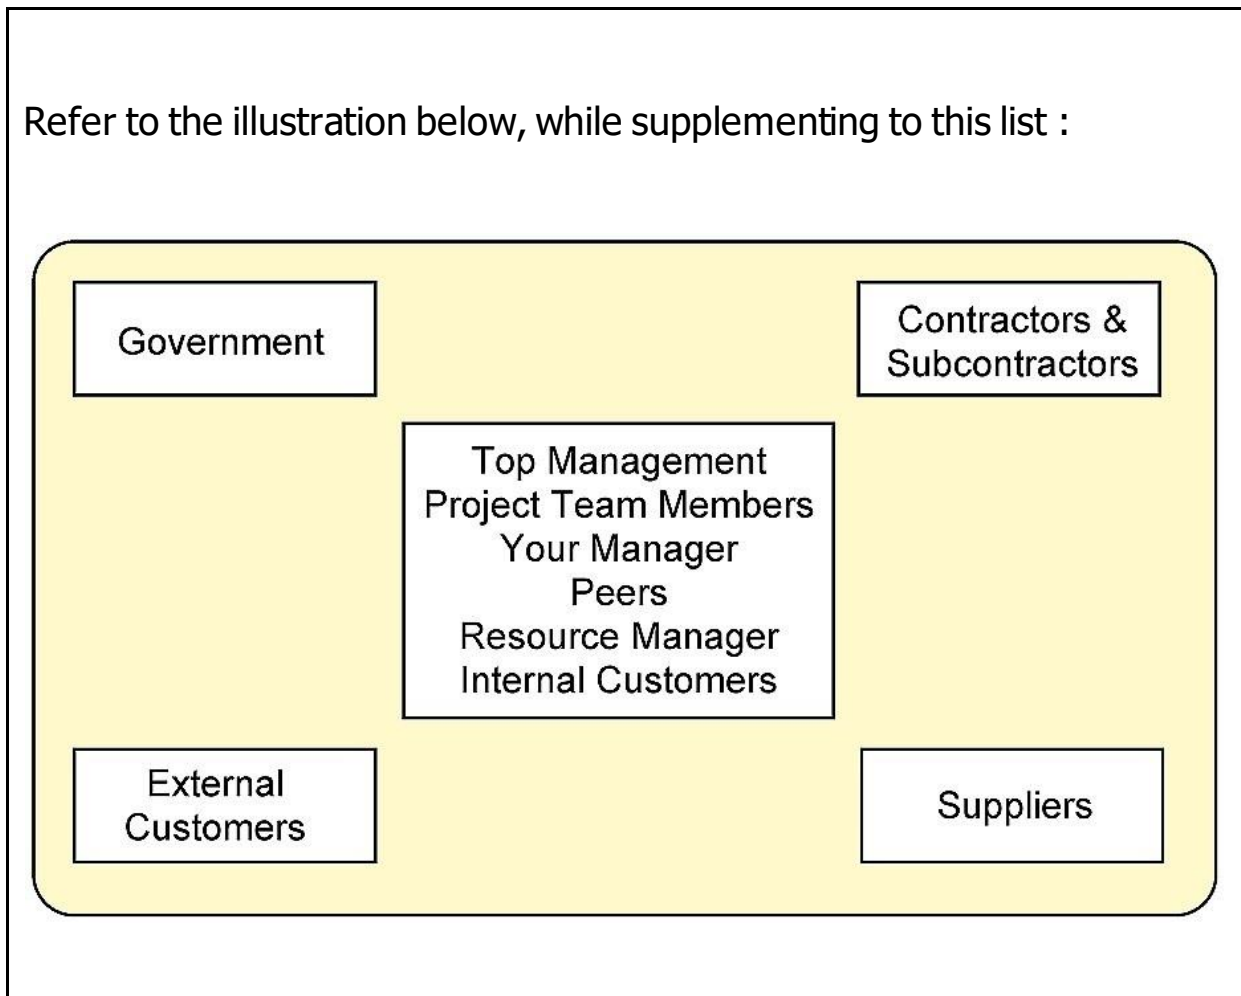 Refer to the illustration below, while supplementing to this list :
Government
Contractors &
Subcontractors
Top Management
Project Team Members
Your Manager
Peers
Resource Manager
Internal Customers
External
Customers
Suppliers